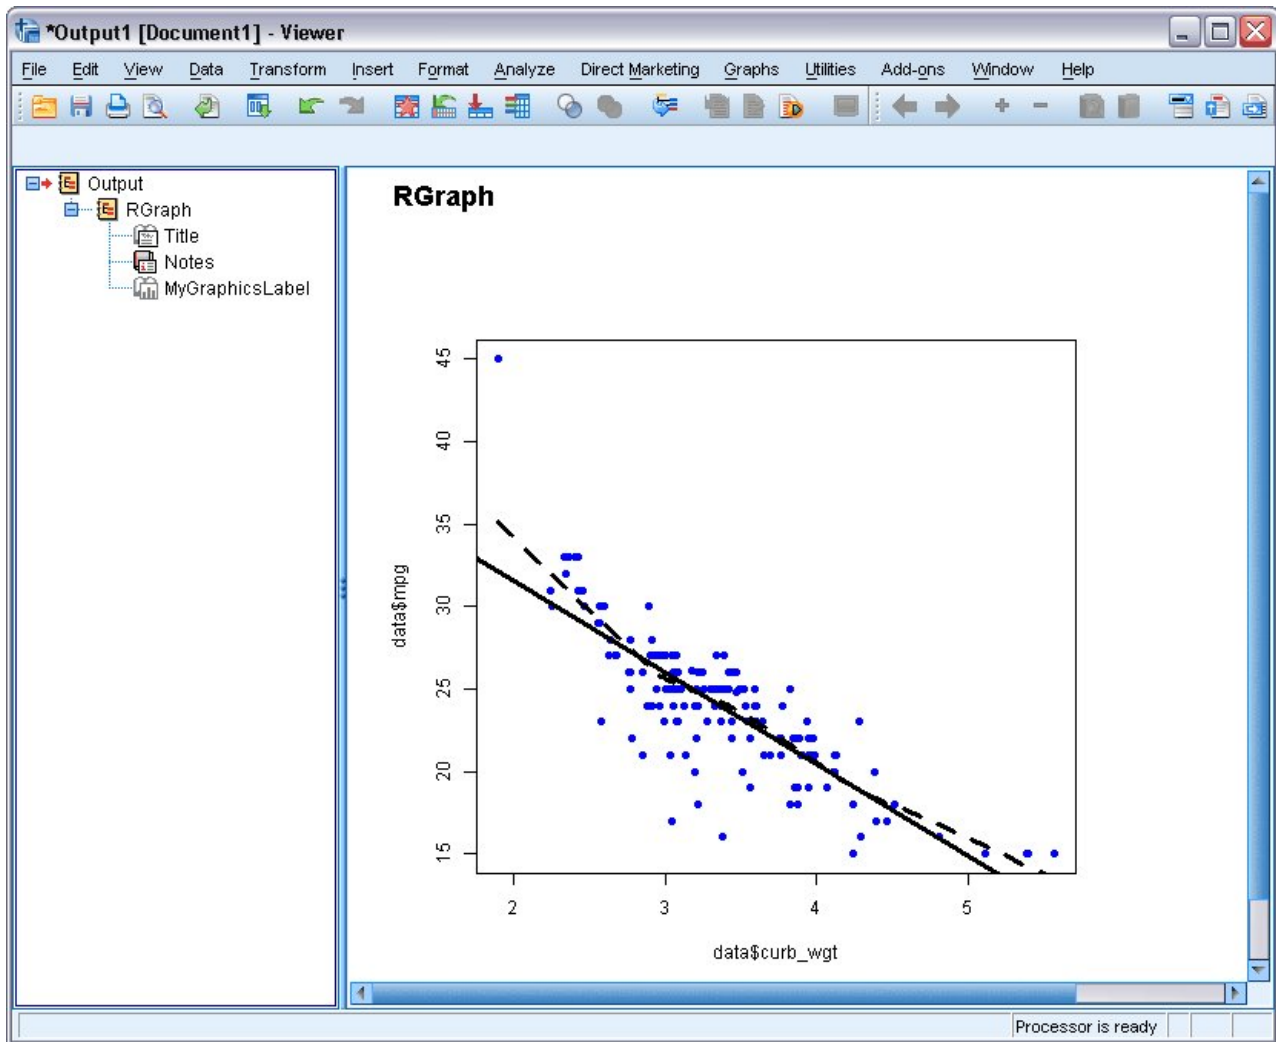 *Output1 [Document1] - Viewer
File Edit View Data Transform Insert Format Analyze Direct Marketing Graphs Utilities Add-ons Window Help
Output
RGraph
Title
Notes
MyGraphicsLabel
RGraph
45
40
35
30
25
20
15
data$mpg
2 3 4 5
data$curb_wgt
Processor is ready